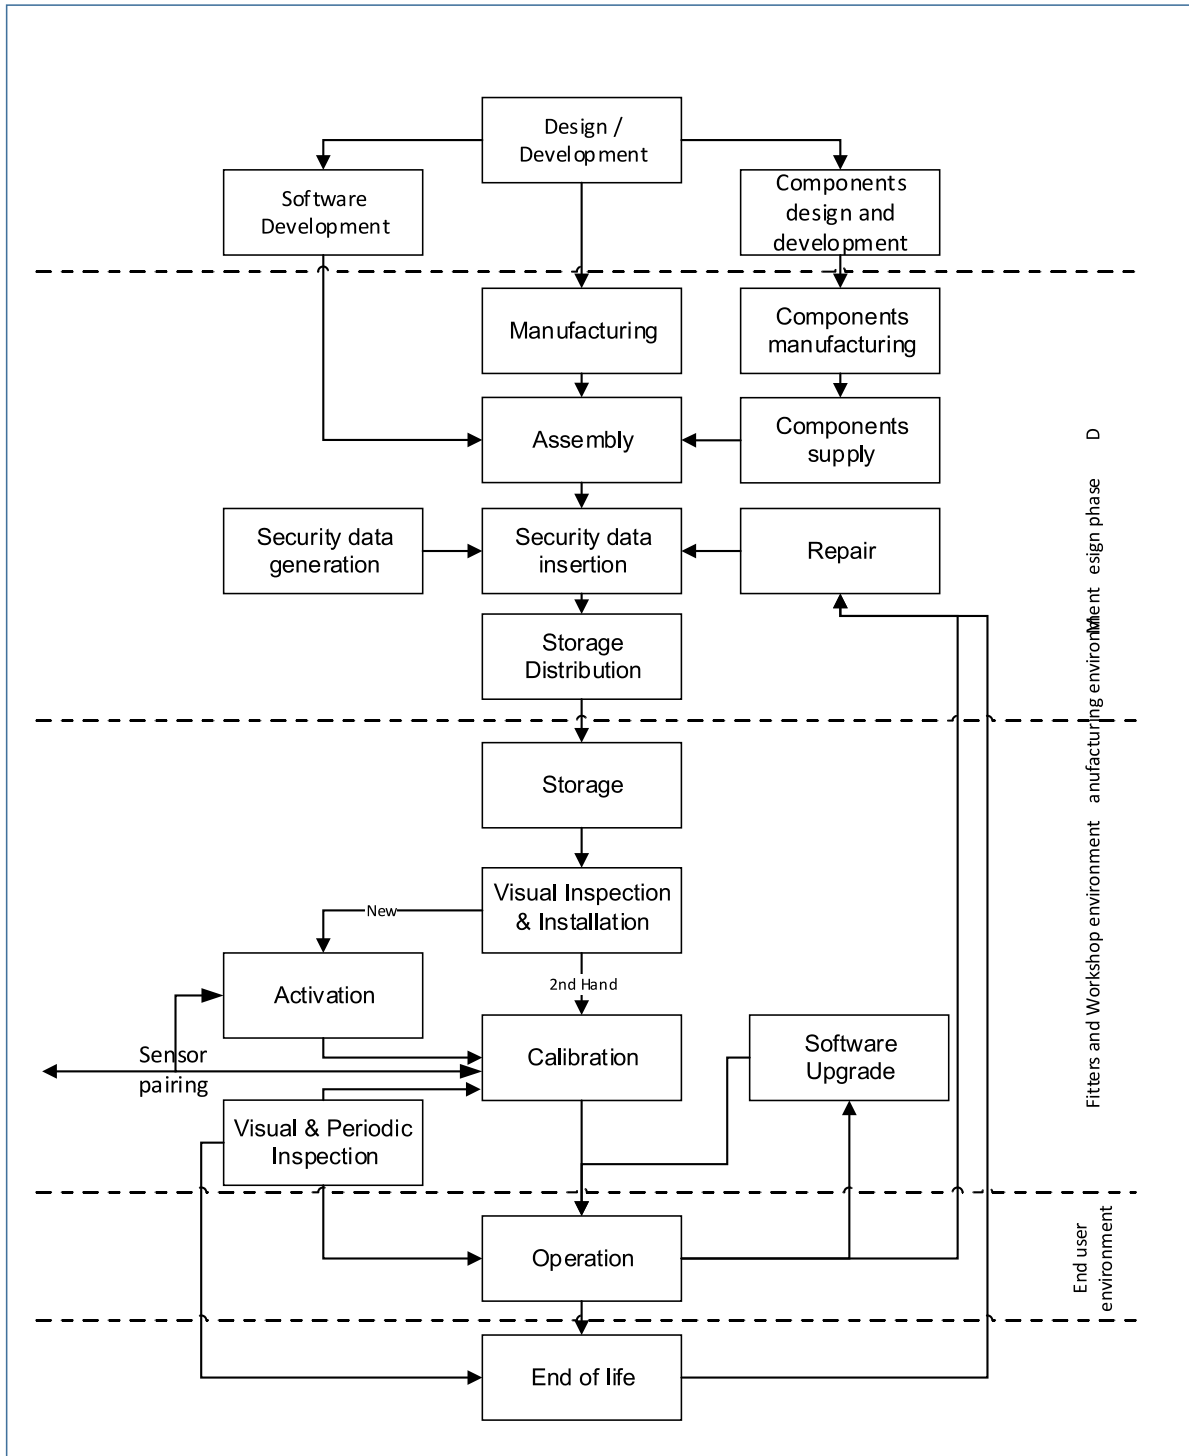 Design /
Development
Software
Development
Components
design and
development
Manufacturing
Components
manufacturing
Assembly
Components
supply
Security data
generation
Security data
insertion
Repair
Storage
Distribution
Storage
Visual Inspection
& Installation
New
2nd Hand
Activation
Calibration
Software
Upgrade
Sensor
pairing
Visual & Periodic
Inspection
Operation
End of life
D
esign phase
M
anufacturing environment
Fitters and Workshop environment
End user
environment